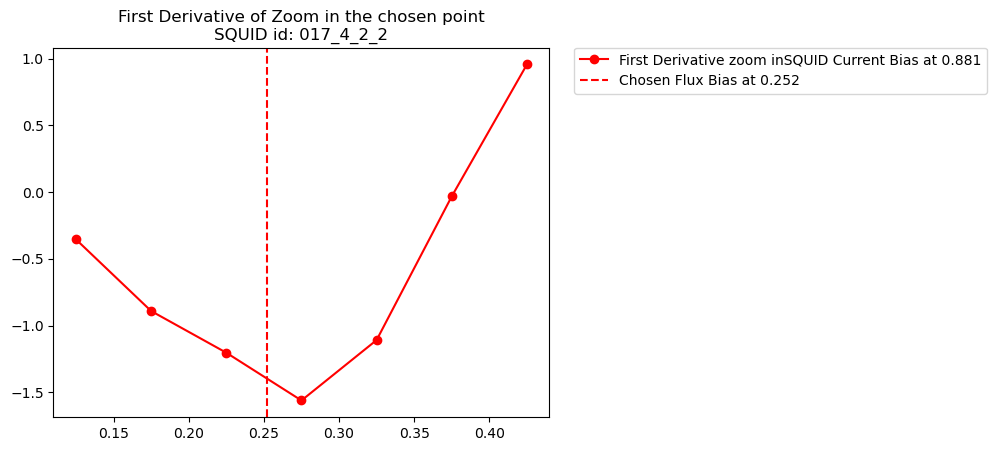 First Derivative of Zoom in the chosen point
SQUID id: 017_4_2_2
First Derivative zoom inSQUID Current Bias at 0.881
Chosen Flux Bias at 0.252
1.0
0.5
0.0
−0.5
−1.0
−1.5
0.15 0.20 0.25 0.30 0.35 0.40